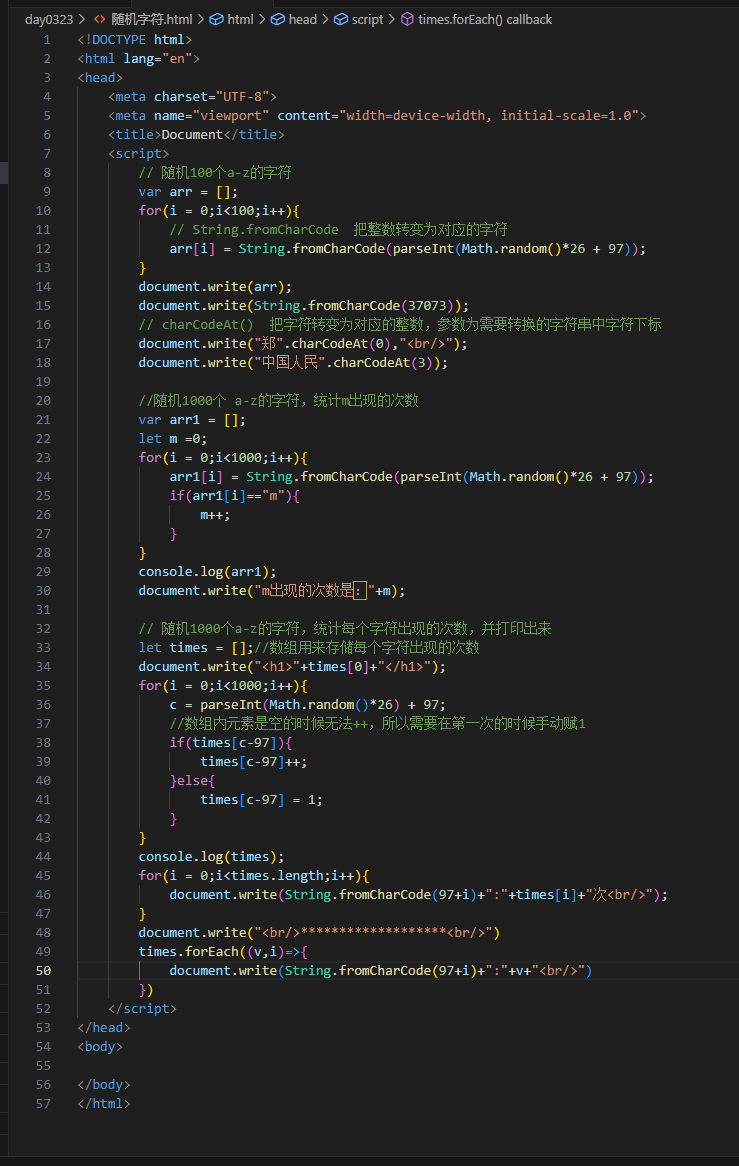 day0323 > <> 随机字符.html > html > head > script > times.forEach() callback
1 <!DOCTYPE html>
2 <html lang="en">
3 <head>
4 <meta charset="UTF-8">
5 <meta name="viewport" content="width=device-width, initial-scale=1.0">
6 <title>Document</title>
7 <script>
8 // 随机100个a-z的字符
9 var arr = [];
10 for(i = 0;i<100;i++){
11 // String.fromCharCode  把整数转变为对应的字符
12 arr[i] = String.fromCharCode(parseInt(Math.random()*26 + 97));
13 }
14 document.write(arr);
15 document.write(String.fromCharCode(37073));
16 // charCodeAt()  把字符转变为对应的整数，参数为需要转换的字符串中字符下标
17 document.write("郑".charCodeAt(0),"<br/>");
18 document.write("中国人民".charCodeAt(3));
19
20 //随机1000个 a-z的字符，统计m出现的次数
21 var arr1 = [];
22 let m =0;
23 for(i = 0;i<1000;i++){
24 arr1[i] = String.fromCharCode(parseInt(Math.random()*26 + 97));
25 if(arr1[i]=="m"){
26 m++;
27 }
28 }
29 console.log(arr1);
30 document.write("m出现的次数是："+m);
31
32 // 随机1000个a-z的字符，统计每个字符出现的次数，并打印出来
33 let times = [];//数组用来存储每个字符出现的次数
34 document.write("<h1>"+times[0]+"</h1>");
35 for(i = 0;i<1000;i++){
36 c = parseInt(Math.random()*26) + 97;
37 //数组内元素是空的时候无法++，所以需要在第一次的时候手动赋1
38 if(times[c-97]){
39 times[c-97]++;
40 }else{
41 times[c-97] = 1;
42 }
43 }
44 console.log(times);
45 for(i = 0;i<times.length;i++){
46 document.write(String.fromCharCode(97+i)+":"+times[i]+"次<br/>");
47 }
48 document.write("<br/>*******************<br/>")
49 times.forEach((v,i)=>{
50 document.write(String.fromCharCode(97+i)+":"+v+"<br/>")
51 })
52 </script>
53 </head>
54 <body>
55
56 </body>
57 </html>